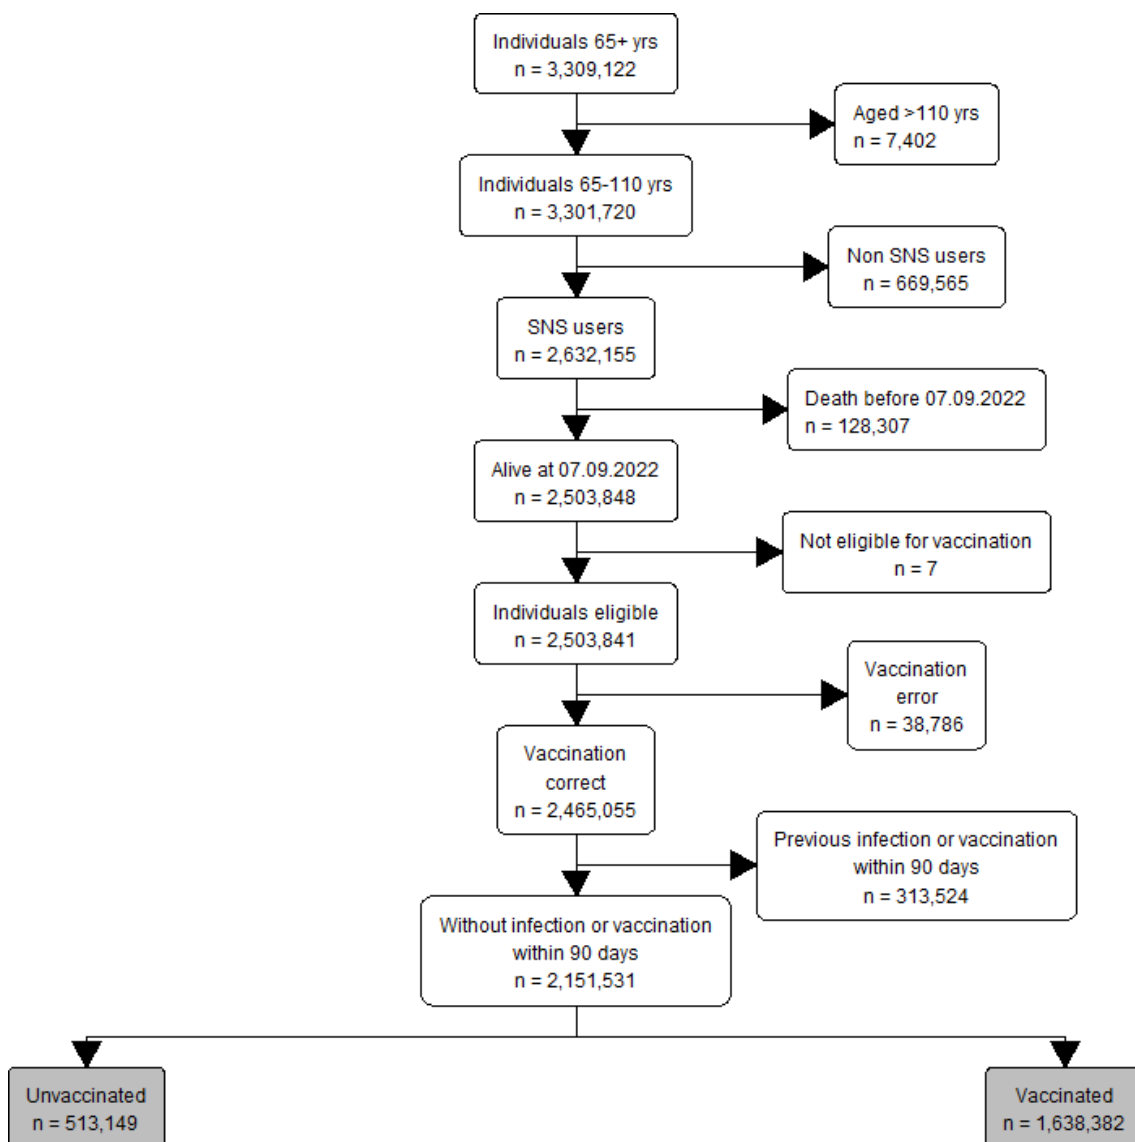 Individuals 65+ yrs
n = 3,309,122
Aged >110 yrs
n = 7,402
Individuals 65-110 yrs
n = 3,301,720
Non SNS users
n = 669,565
SNS users
n = 2,632,155
Death before 07.09.2022
n = 128,307
Alive at 07.09.2022
n = 2,503,848
Not eligible for vaccination
n = 7
Individuals eligible
n = 2,503,841
Vaccination
error
n = 38,786
Vaccination
correct
n = 2,465,055
Previous infection or vaccination
within 90 days
n = 313,524
Without infection or vaccination
within 90 days
n = 2,151,531
Unvaccinated
n = 513,149
Vaccinated
n = 1,638,382